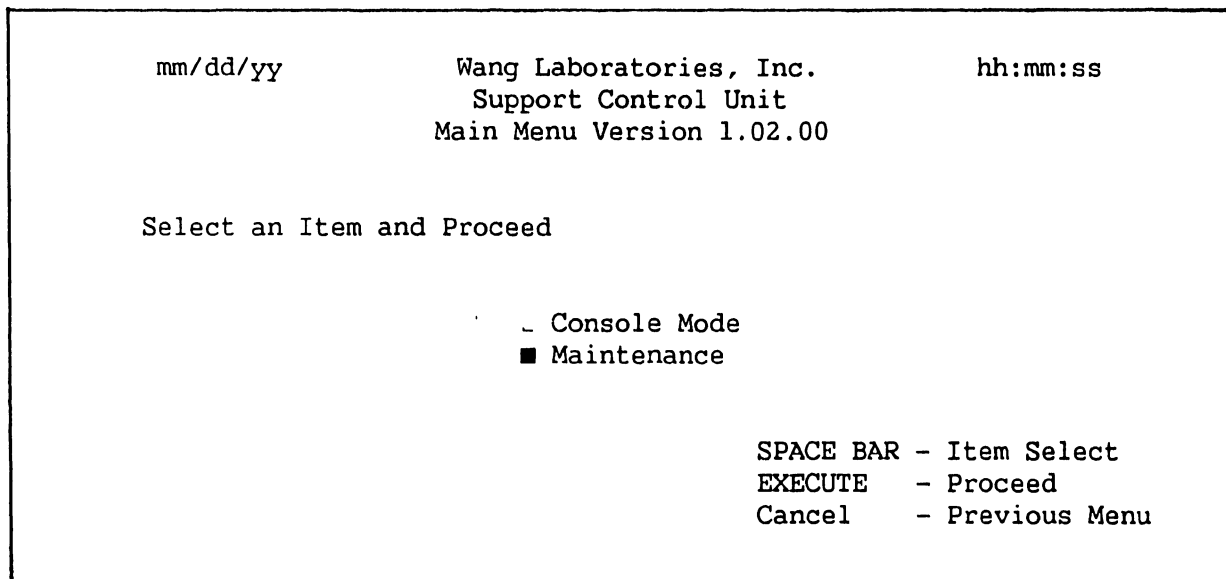 mm/dd/yy Wang Laboratories, Inc. hh:mm:ss
Support Control Unit
Main Menu Version 1.02.00
Select an Item and Proceed
Console Mode
■ Maintenance
SPACE BAR - Item Select
EXECUTE - Proceed
Cancel - Previous Menu